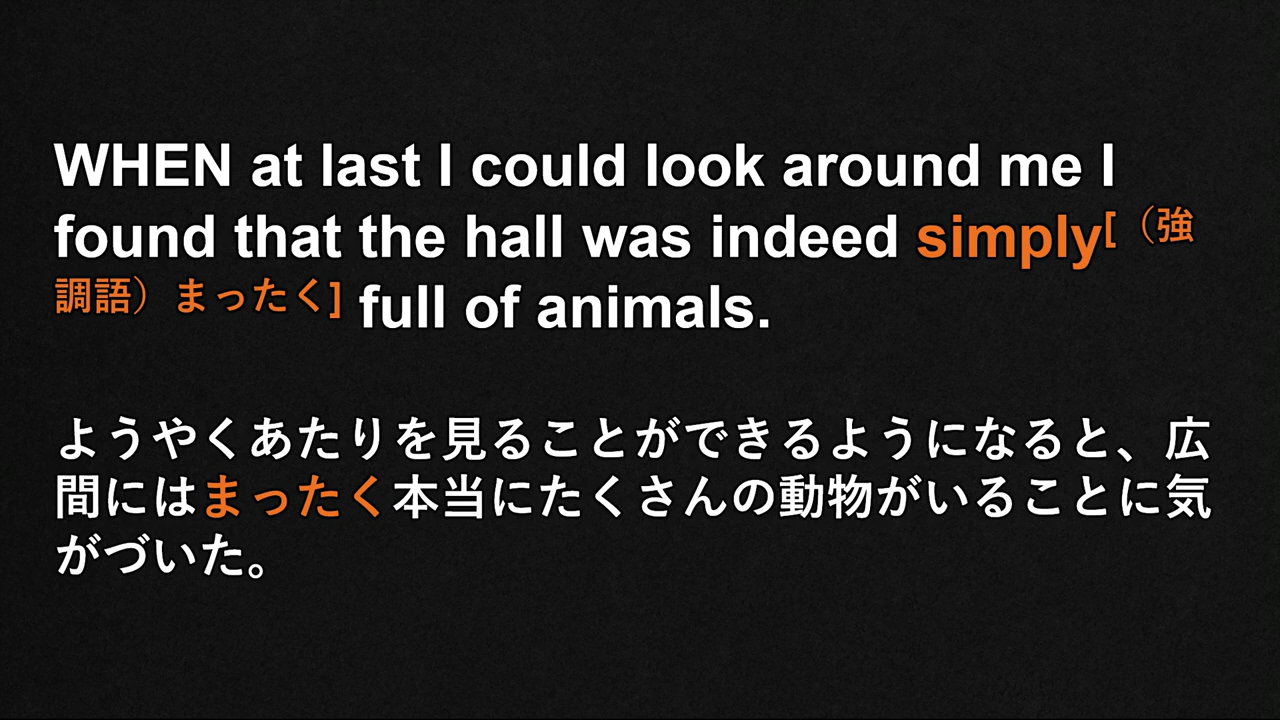 WHEN at last I could look around me I
found that the hall was indeed simply[（強
調語）まったく] full of animals.
ようやくあたりを見ることができるようになると、広
間にはまったく本当にたくさんの動物がいることに気
がづいた。